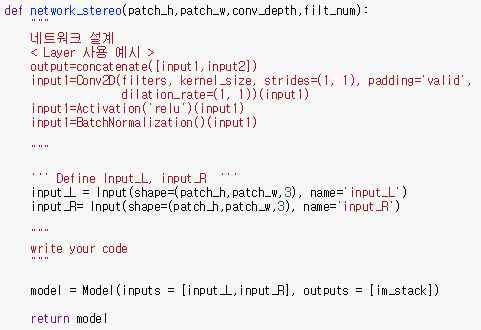 def network_stereo(patch_h,patch_w,conv_depth,filt_num):
"""
네트워크 설계
< Layer 사용 예시 >
output=concatenate([input1,input2])
input1=Conv2D(filters, kernel_size, strides=(1, 1), padding='valid',
dilation_rate=(1, 1))(input1)
input1=Activation('relu')(input1)
input1=BatchNormalization()(input1)
"""
''' Define Input_L, input_R  '''
input_L = Input(shape=(patch_h,patch_w,3), name='input_L')
input_R= Input(shape=(patch_h,patch_w,3), name='input_R')
"""
write your code
"""
model = Model(inputs = [input_L,input_R], outputs = [im_stack])
return model